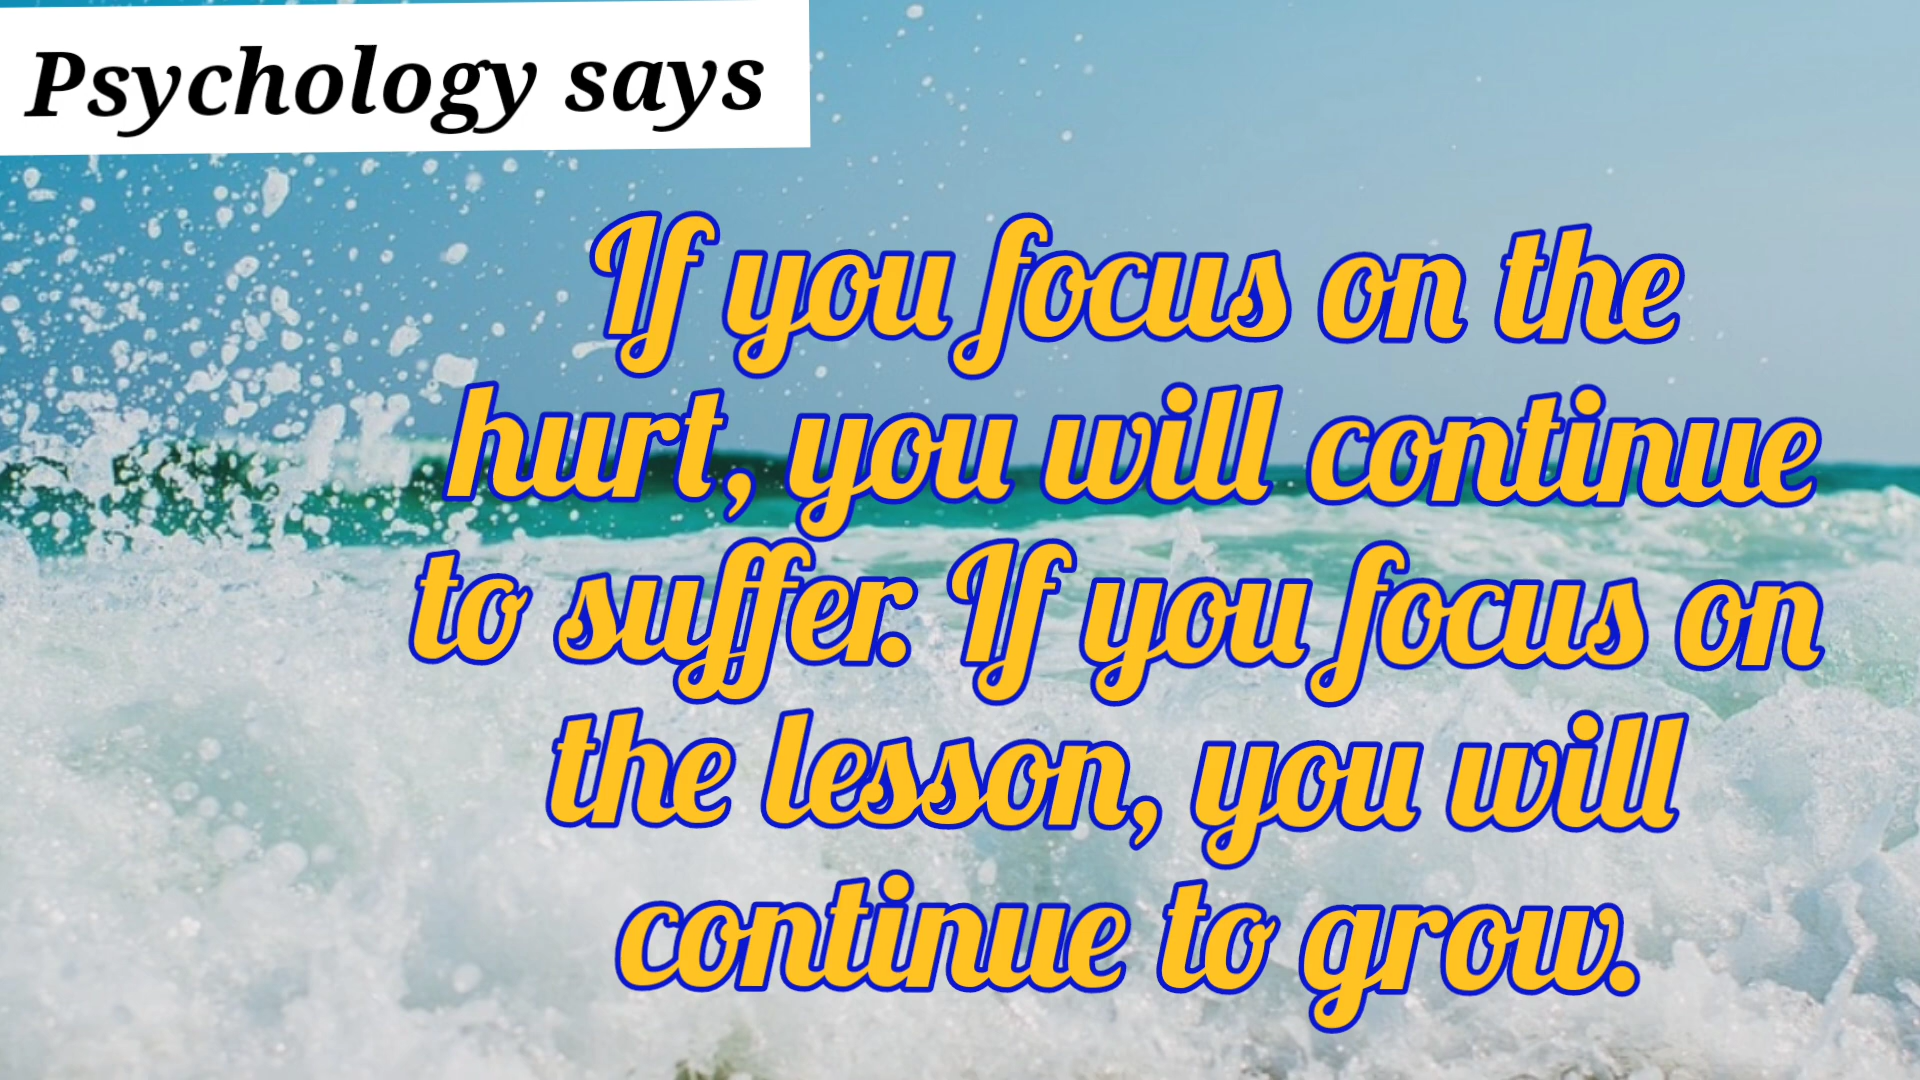 Psychology says
If you focus on the
hurt, you will continue
to suffer. If you focus on
the lesson, you will
continue to grow.